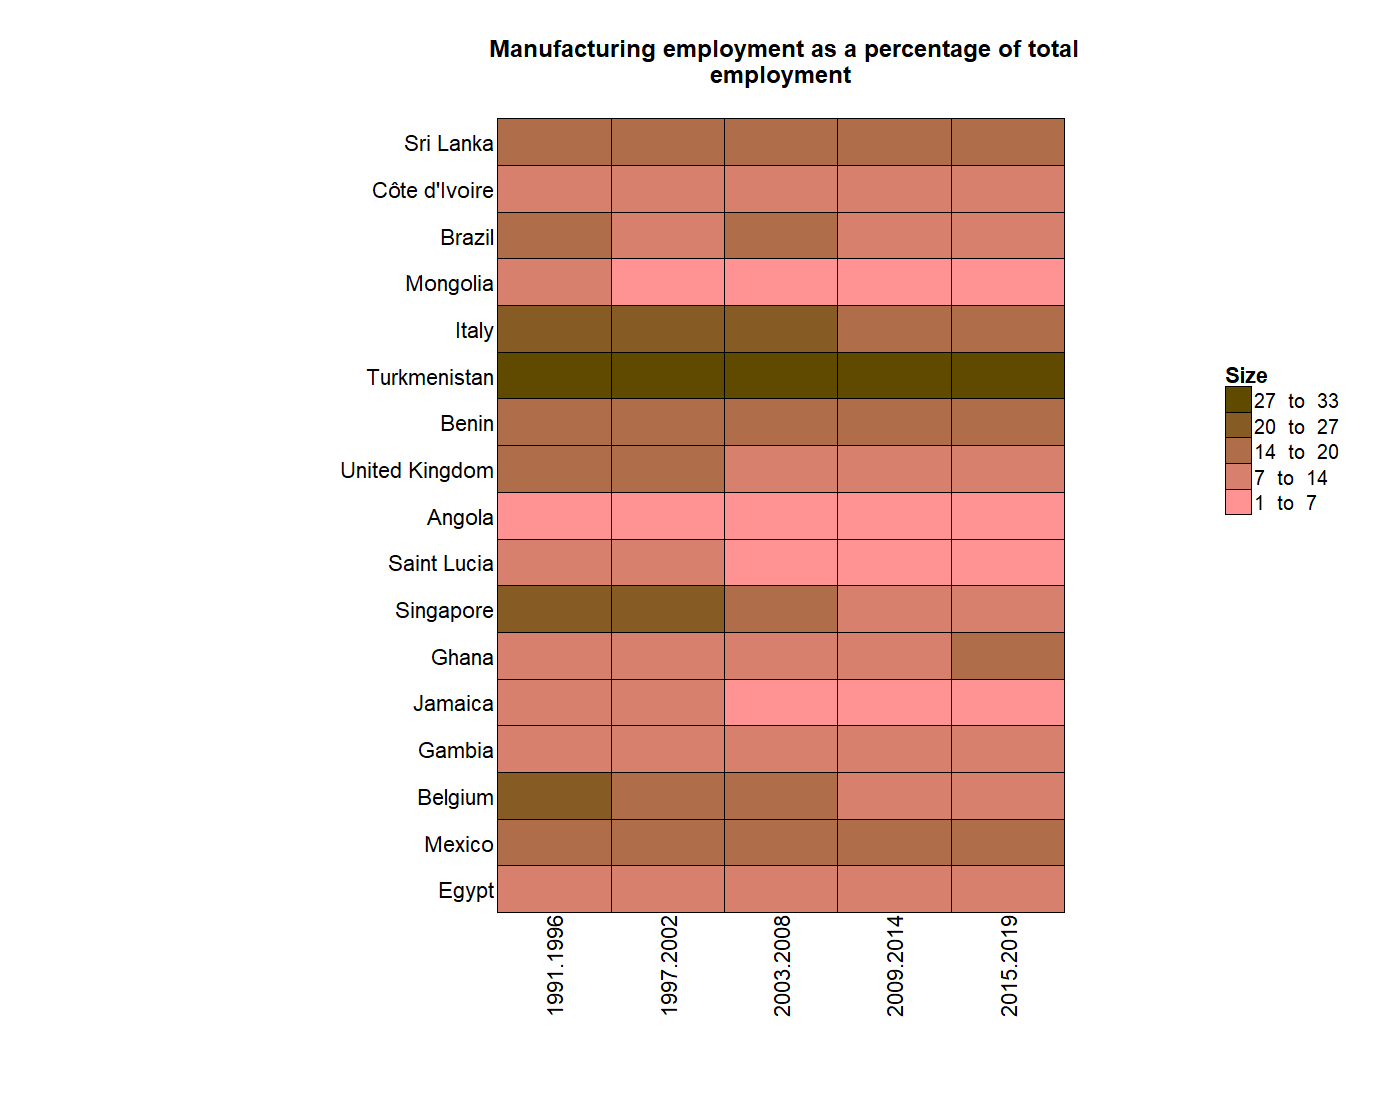 Manufacturing employment as a percentage of total
employment
Sri Lanka
Côte d'Ivoire
Brazil
Mongolia
Italy
Turkmenistan
Benin
United Kingdom
Angola
Saint Lucia
Singapore
Ghana
Jamaica
Gambia
Belgium
Mexico
Egypt
1991.1996
1997.2002
2003.2008
2009.2014
2015.2019
Size
27 to 33
20 to 27
14 to 20
7 to 14
1 to 7